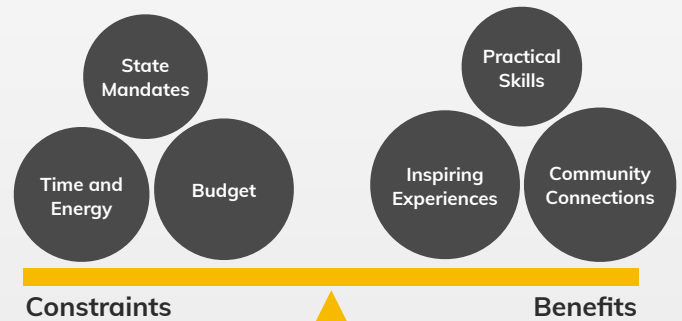 State
Mandates
Time and
Energy
Budget
Practical
Skills
Inspiring
Experiences
Community
Connections
Constraints
Benefits